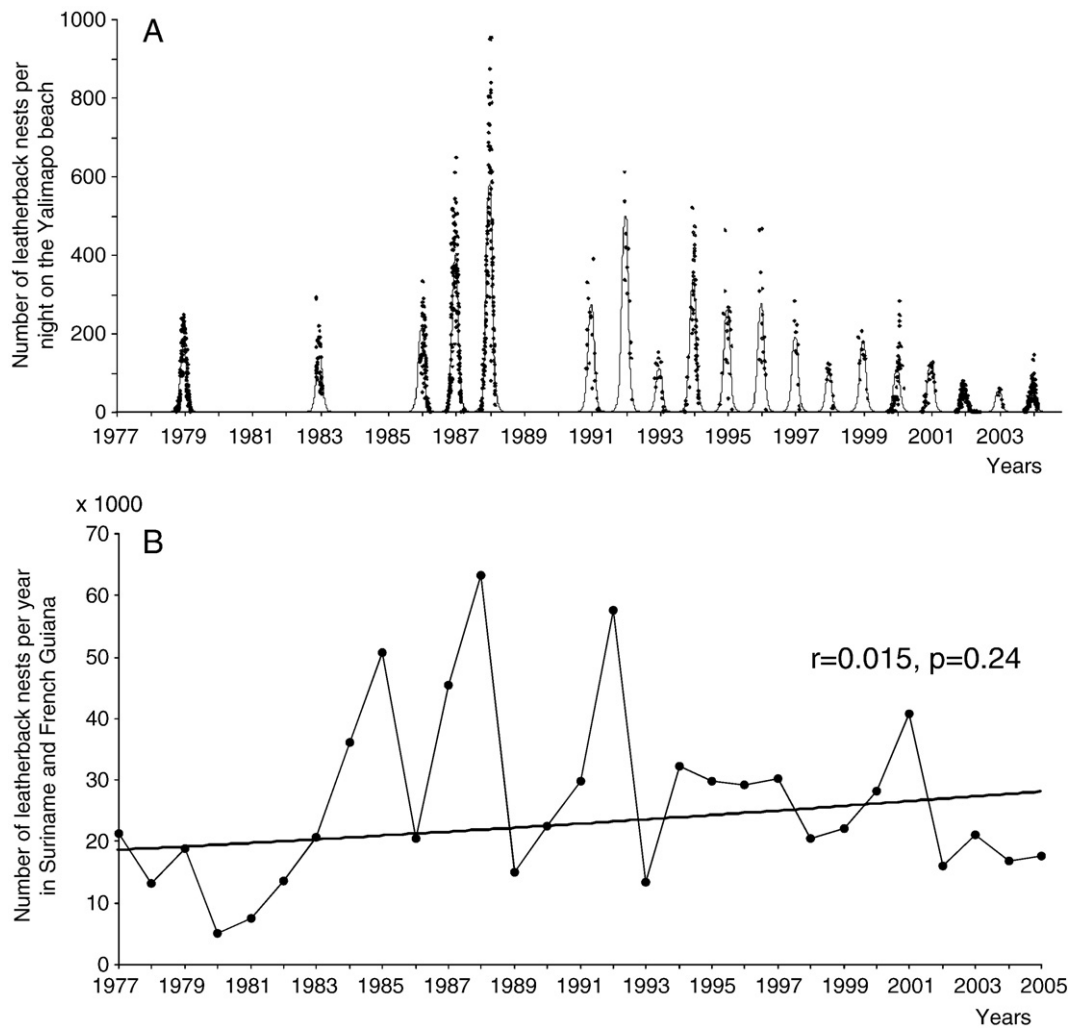 A
Number of leatherback nests per
night on the Yalimapo beach
1000
800
600
400
200
0
1977 1979 1981 1983 1985 1987 1989 1991 1993 1995 1997 1999 2001 2003
Years
x 1000
B
Number of leatherback nests per year
in Suriname and French Guiana
70
60
50
40
30
20
10
0
r=0.015, p=0.24
1977 1979 1981 1983 1985 1987 1989 1991 1993 1995 1997 1999 2001 2003 2005
Years